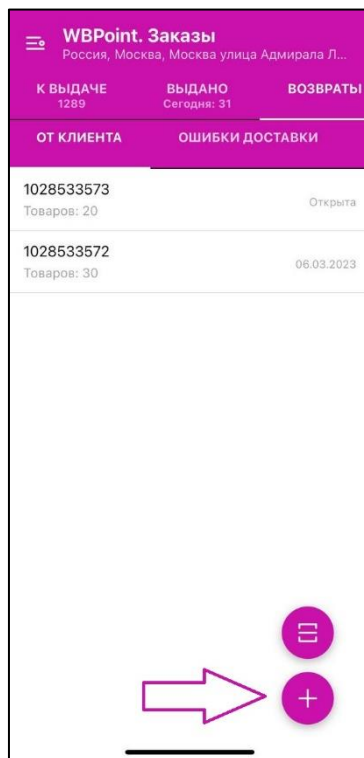 WBPoint. Заказы
Россия, Москва, Москва улица Адмирала Л...
К ВЫДАЧЕ
1289
ВЫДАНО
Сегодня: 31
ВОЗВРАТЫ
ОТ КЛИЕНТА
ОШИБКИ ДОСТАВКИ
1028533573
Товаров: 20
Открыта
1028533572
Товаров: 30
06.03.2023